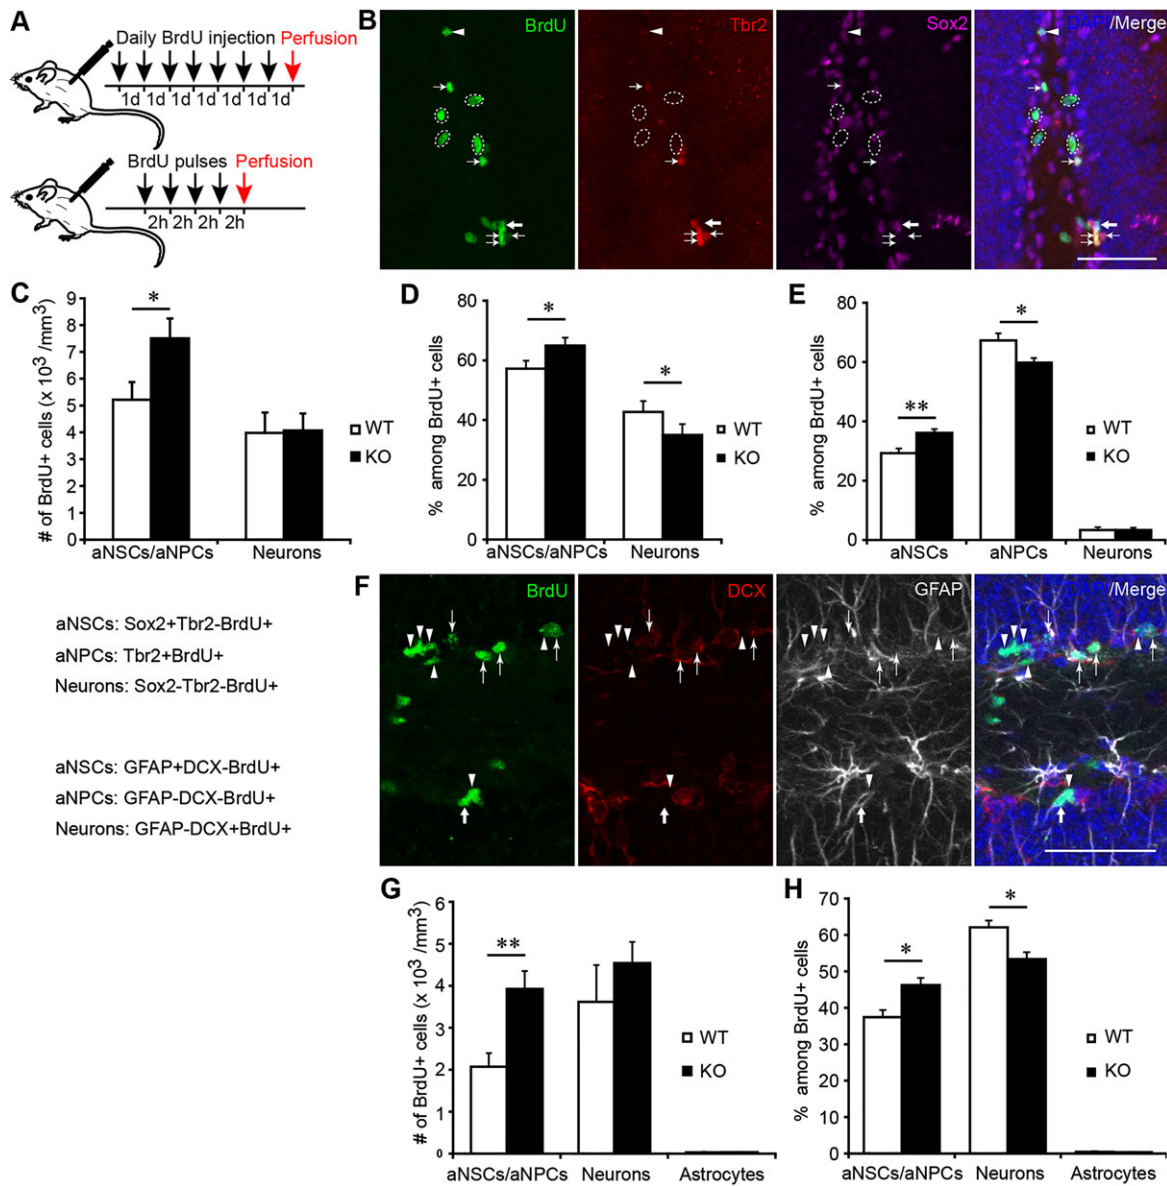 A
Daily BrdU injection Perfusion
1d 1d 1d 1d 1d 1d 1d
BrdU pulses Perfusion
2h 2h 2h 2h
B
BrdU
Tbr2
Sox2
DAPI/Merge
C
# of BrdU+ cells (x 10³ /mm³)
9
8
7
6
5
4
3
2
1
0
*
aNSCs/aNPCs Neurons
WT
KO
D
% among BrdU+ cells
80
60
40
20
0
*
*
aNSCs/aNPCs Neurons
WT
KO
E
% among BrdU+ cells
80
60
40
20
0
**
*
aNSCs aNPCs Neurons
WT
KO
aNSCs: Sox2+Tbr2-BrdU+
aNPCs: Tbr2+BrdU+
Neurons: Sox2-Tbr2-BrdU+
aNSCs: GFAP+DCX-BrdU+
aNPCs: GFAP-DCX-BrdU+
Neurons: GFAP-DCX+BrdU+
F
BrdU
DCX
GFAP
DAPI/Merge
G
# of BrdU+ cells (x 10³ /mm³)
6
5
4
3
2
1
0
**
aNSCs/aNPCs Neurons Astrocytes
WT
KO
H
% among BrdU+ cells
70
60
50
40
30
20
10
0
*
*
aNSCs/aNPCs Neurons Astrocytes
WT
KO